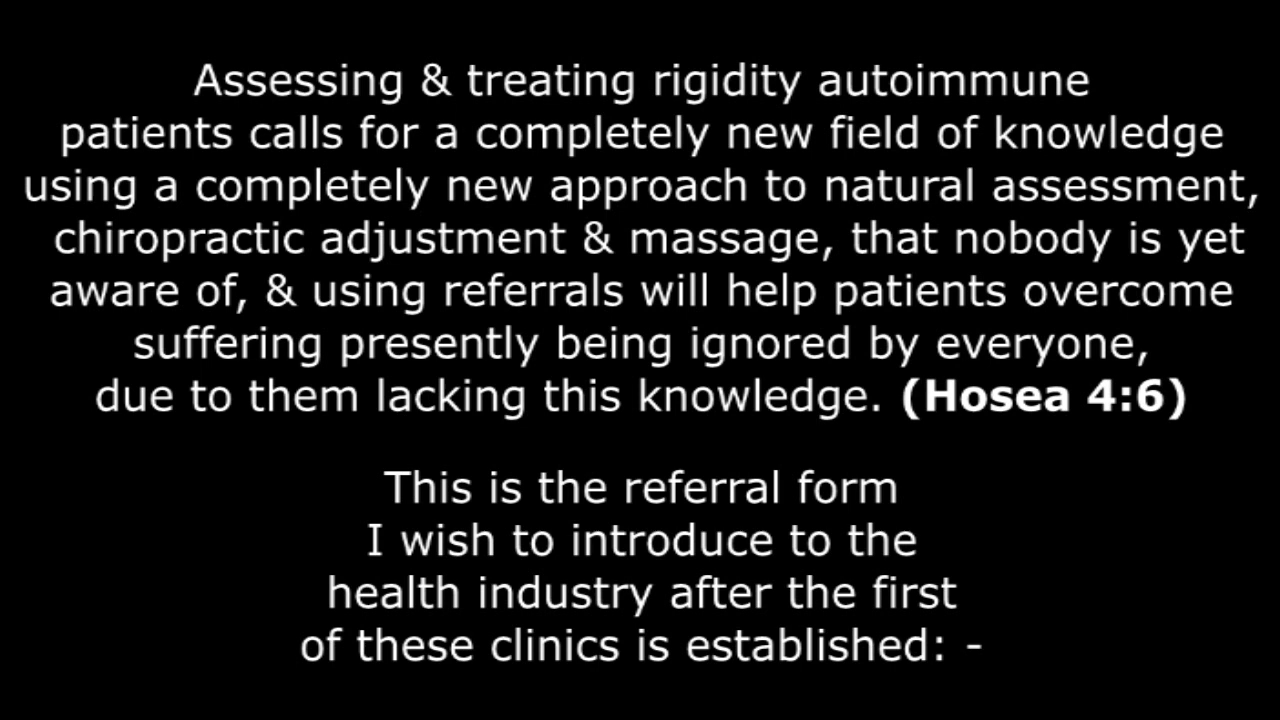 Assessing & treating rigidity autoimmune
patients calls for a completely new field of knowledge
using a completely new approach to natural assessment,
chiropractic adjustment & massage, that nobody is yet
aware of, & using referrals will help patients overcome
suffering presently being ignored by everyone,
due to them lacking this knowledge. (Hosea 4:6)
This is the referral form
I wish to introduce to the
health industry after the first
of these clinics is established: -